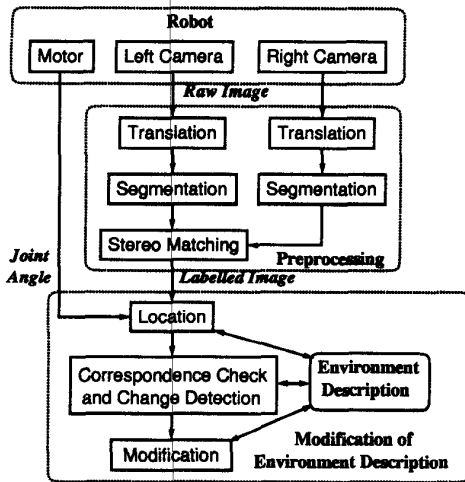 Robot
Motor
Left Camera
Right Camera
Raw Image
Translation
Translation
Segmentation
Segmentation
Stereo Matching
Preprocessing
Joint
Angle
Labelled Image
Location
Correspondence Check
and Change Detection
Environment
Description
Modification
Modification of
Environment Description